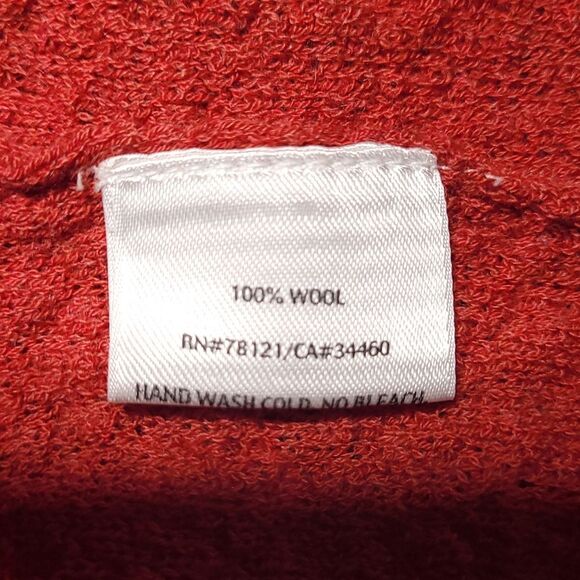 100% WOOL
RN#78121/CA#34460
HAND WASH COLD, NO BLEACH